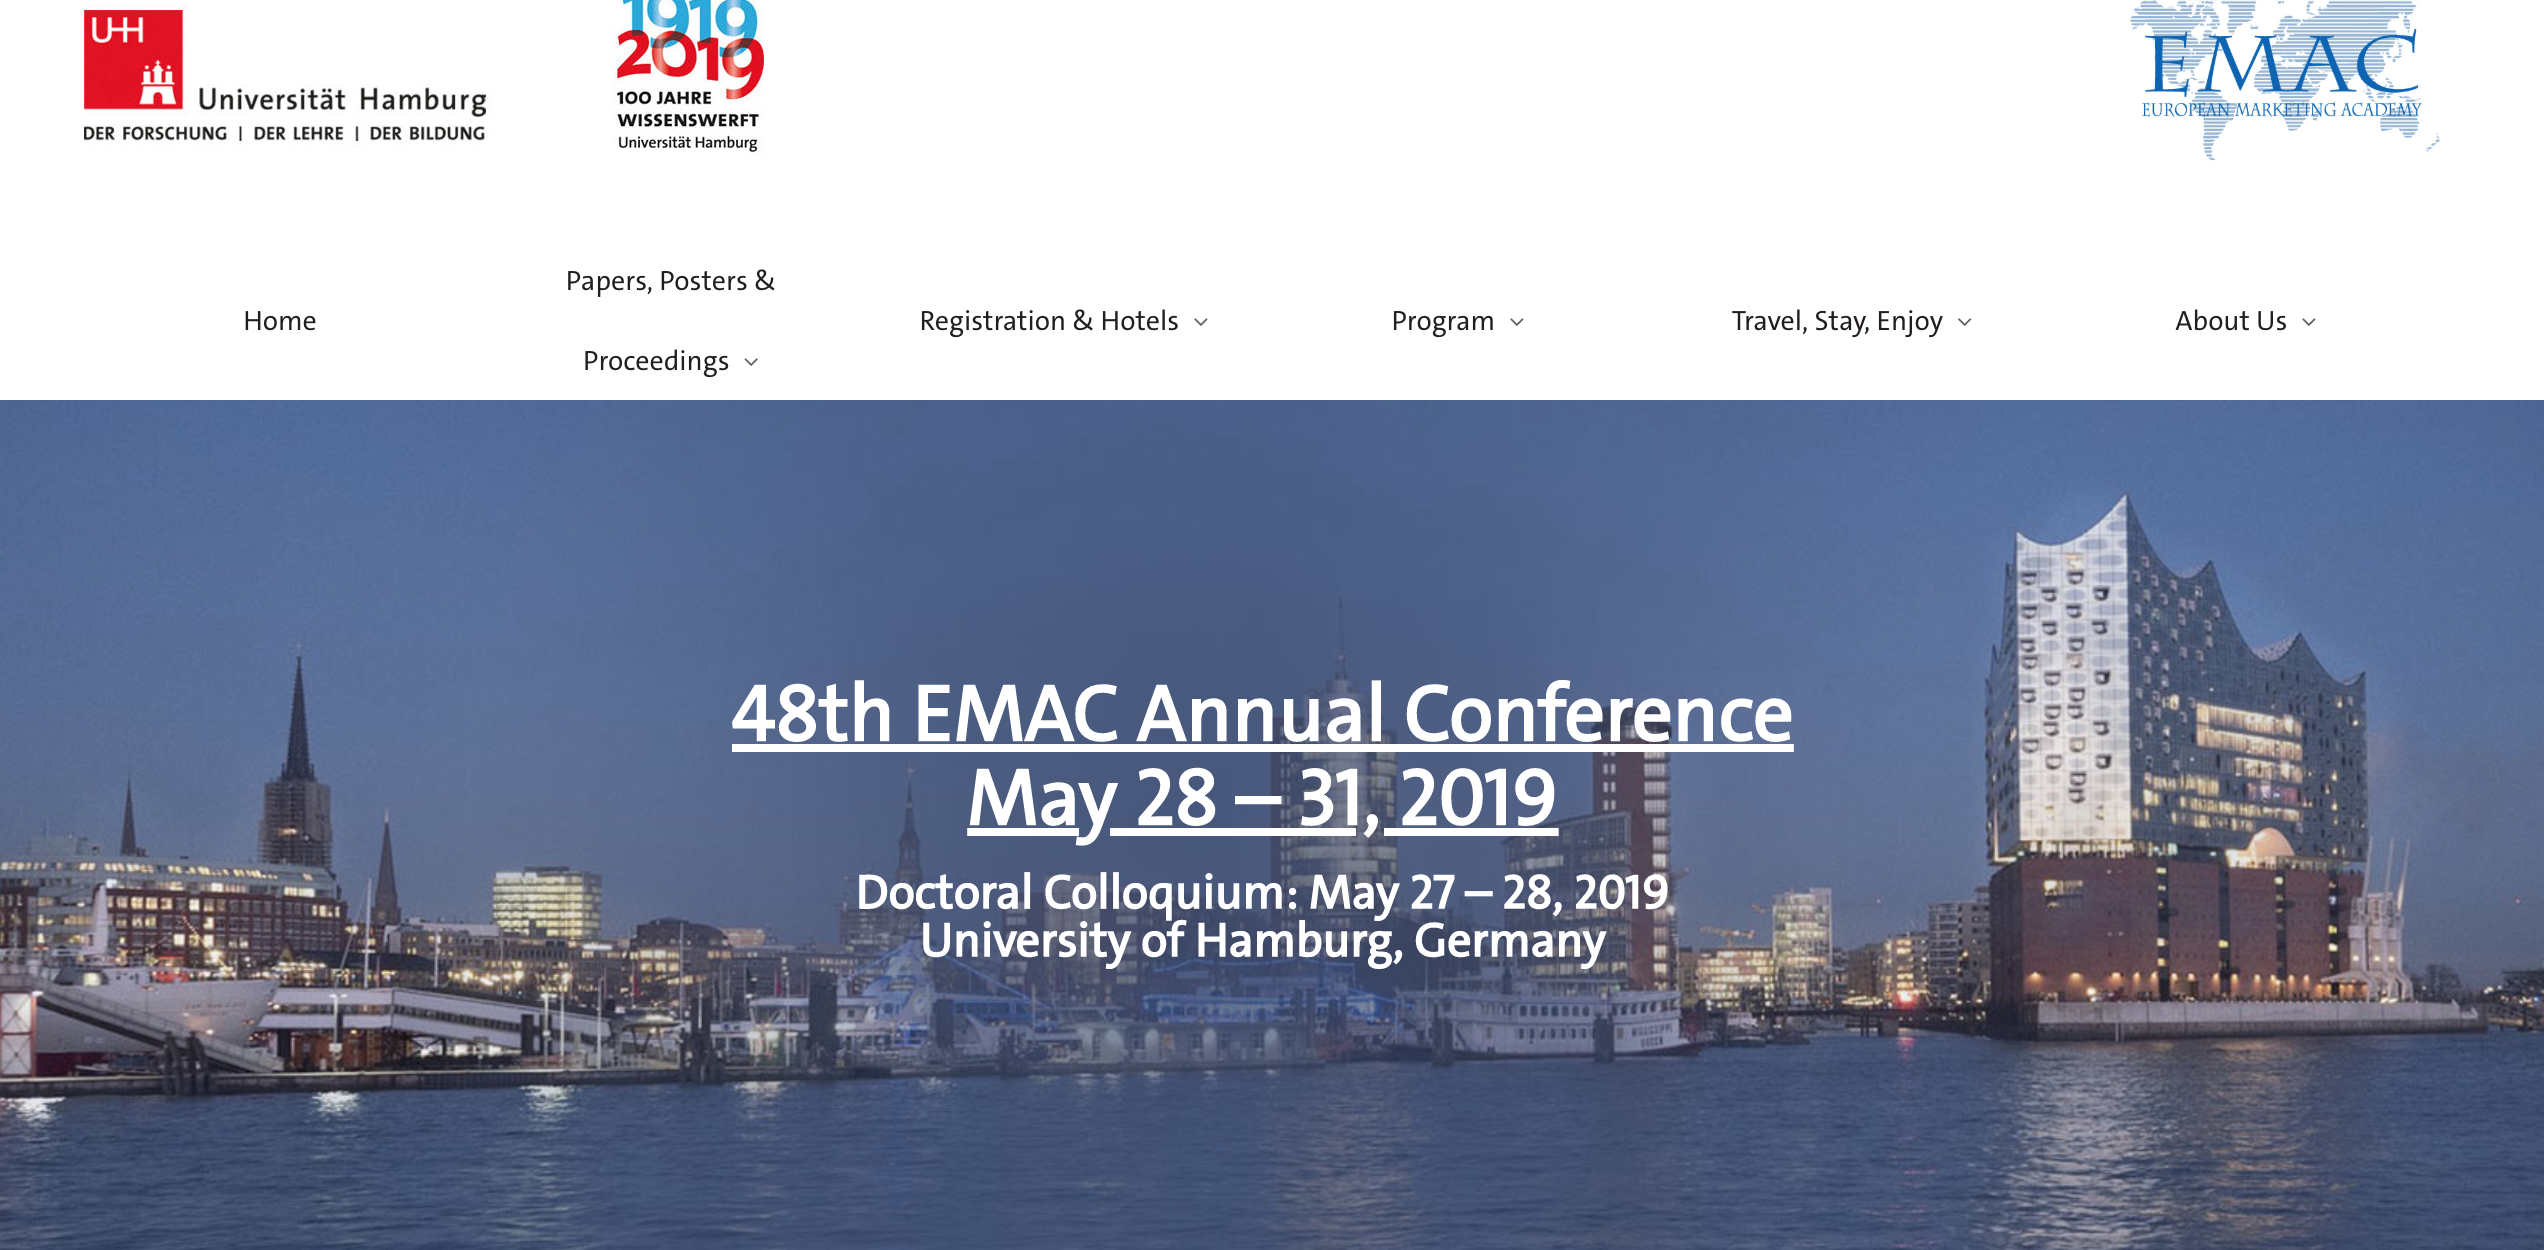 UHH
Universität Hamburg
DER FORSCHUNG | DER LEHRE | DER BILDUNG
1919
2019
100 JAHRE
WISSENSWERFT
Universität Hamburg
EMAC
EUROPEAN MARKETING ACADEMY
Home
Papers, Posters &
Proceedings
Registration & Hotels
Program
Travel, Stay, Enjoy
About Us
48th EMAC Annual Conference
May 28 – 31, 2019
Doctoral Colloquium: May 27 – 28, 2019
University of Hamburg, Germany
MISSISSIPPI
QUEEN